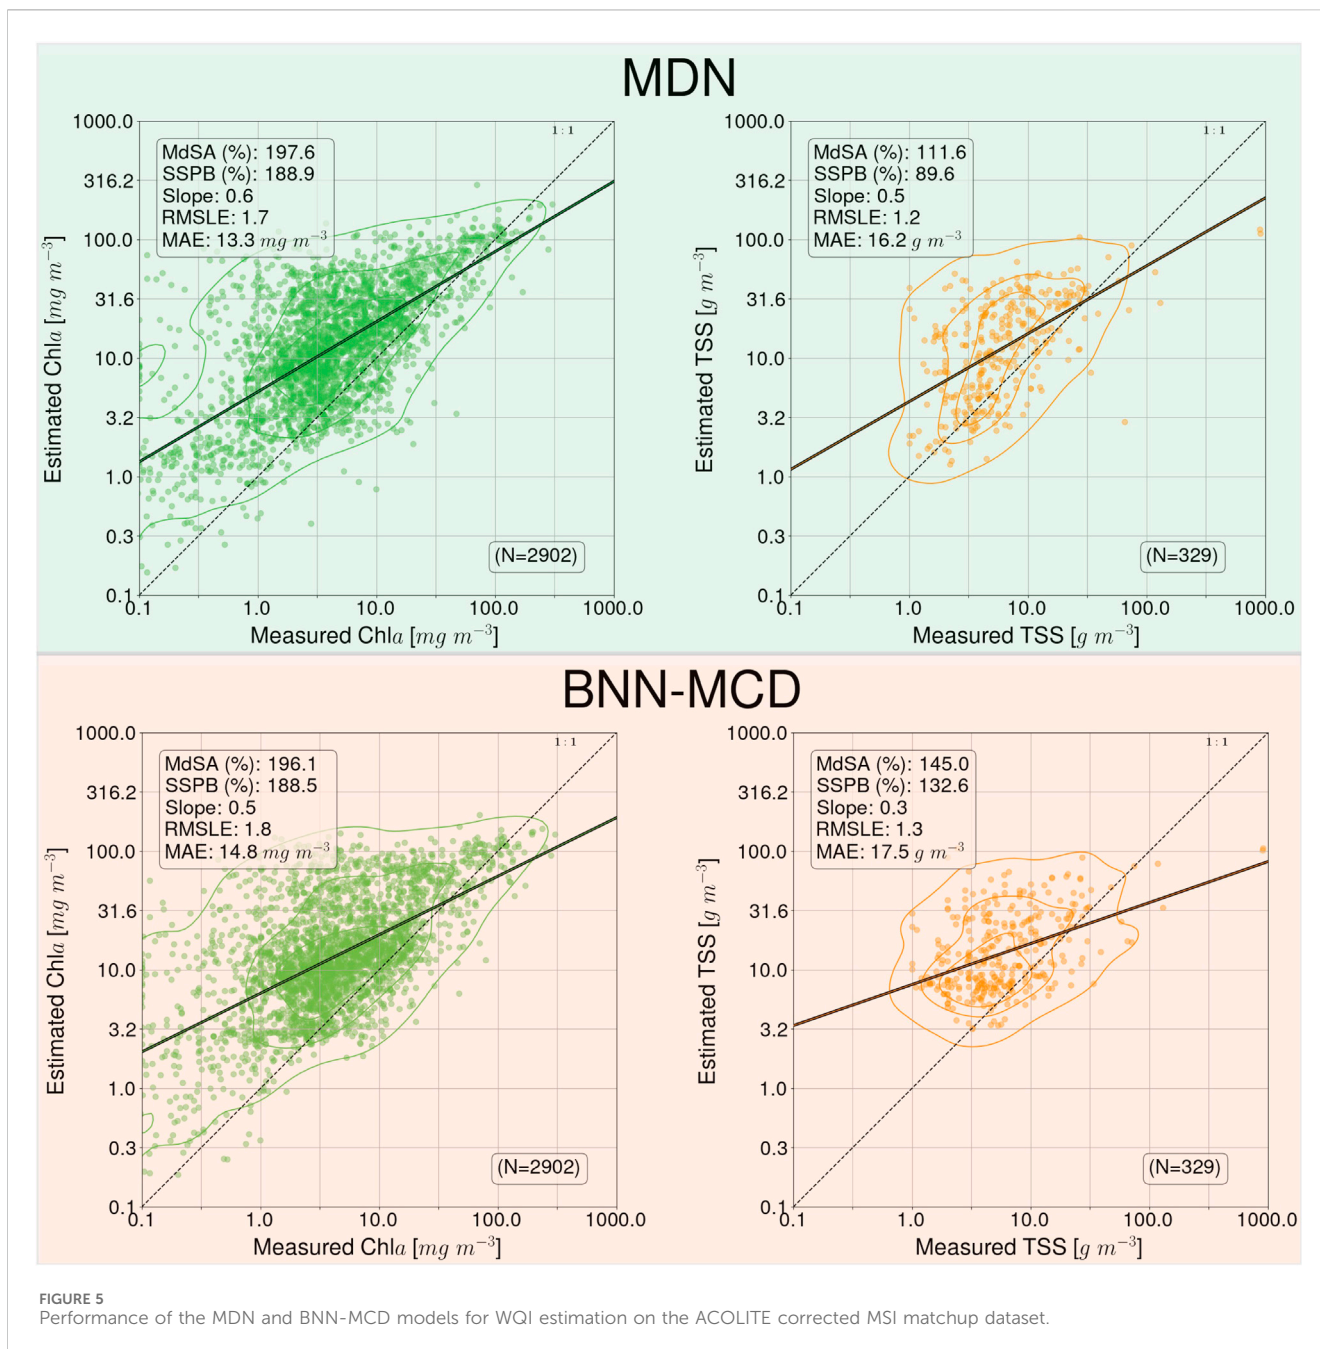 MDN
1000.0
316.2
100.0
31.6
10.0
3.2
1.0
0.3
0.1
Estimated Chla [mg m⁻³]
MdSA (%): 197.6
SSPB (%): 188.9
Slope: 0.6
RMSLE: 1.7
MAE: 13.3 mg m⁻³
1:1
(N=2902)
0.1 1.0 10.0 100.0 1000.0
Measured Chla [mg m⁻³]
1000.0
316.2
100.0
31.6
10.0
3.2
1.0
0.3
0.1
Estimated TSS [g m⁻³]
MdSA (%): 111.6
SSPB (%): 89.6
Slope: 0.5
RMSLE: 1.2
MAE: 16.2 g m⁻³
1:1
(N=329)
0.1 1.0 10.0 100.0 1000.0
Measured TSS [g m⁻³]
BNN-MCD
1000.0
316.2
100.0
31.6
10.0
3.2
1.0
0.3
0.1
Estimated Chla [mg m⁻³]
MdSA (%): 196.1
SSPB (%): 188.5
Slope: 0.5
RMSLE: 1.8
MAE: 14.8 mg m⁻³
1:1
(N=2902)
0.1 1.0 10.0 100.0 1000.0
Measured Chla [mg m⁻³]
1000.0
316.2
100.0
31.6
10.0
3.2
1.0
0.3
0.1
Estimated TSS [g m⁻³]
MdSA (%): 145.0
SSPB (%): 132.6
Slope: 0.3
RMSLE: 1.3
MAE: 17.5 g m⁻³
1:1
(N=329)
0.1 1.0 10.0 100.0 1000.0
Measured TSS [g m⁻³]
FIGURE 5
Performance of the MDN and BNN-MCD models for WQI estimation on the ACOLITE corrected MSI matchup dataset.